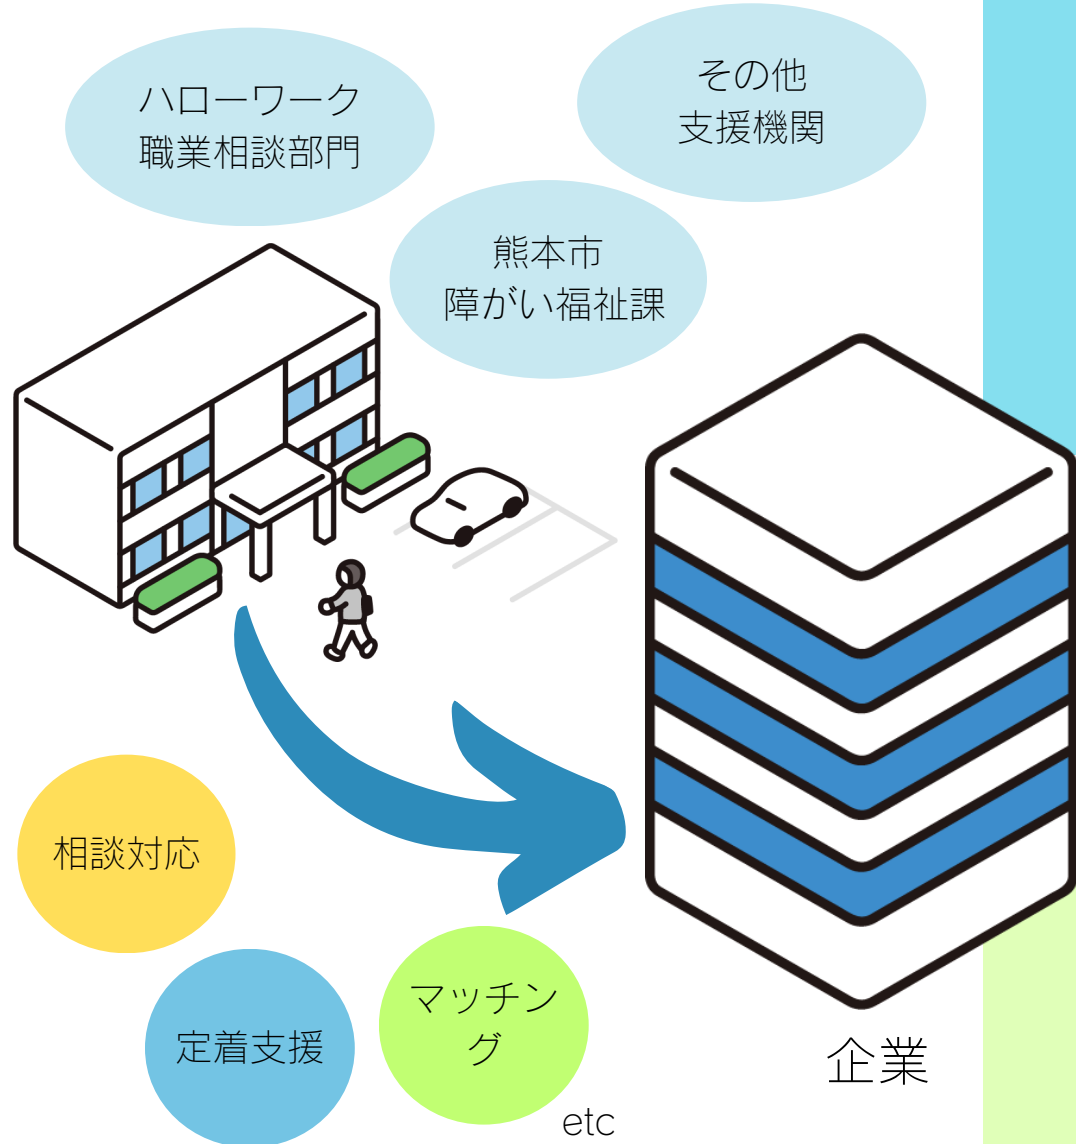 ハローワーク
職業相談部門
その他
支援機関
熊本市
障がい福祉課
相談対応
定着支援
マッチン
グ
etc
企業